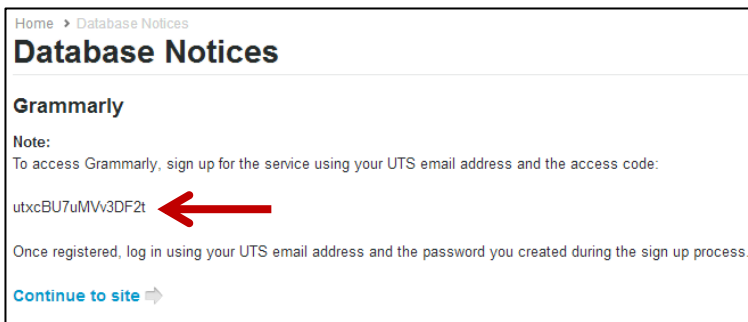 Home > Database Notices
Database Notices
Grammarly
Note:
To access Grammarly, sign up for the service using your UTS email address and the access code:
utxcBU7uMVv3DF2t
Once registered, log in using your UTS email address and the password you created during the sign up process.
Continue to site